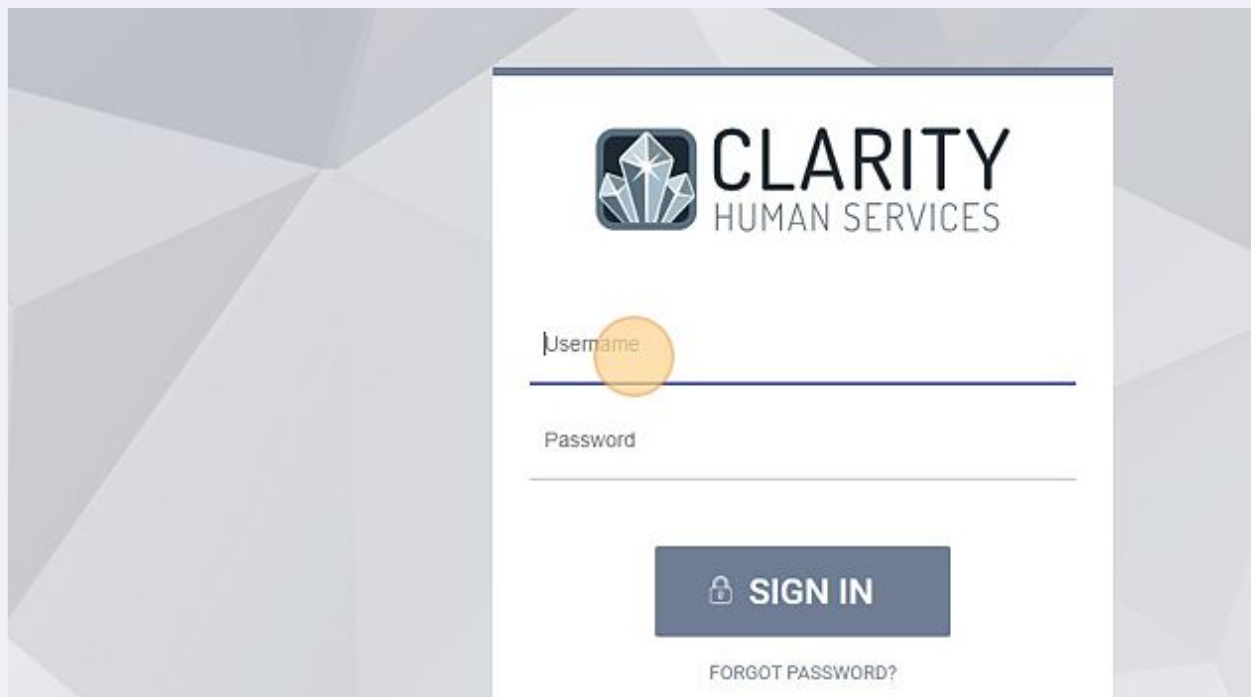 CLARITY
HUMAN SERVICES
Username
Password
SIGN IN
FORGOT PASSWORD?